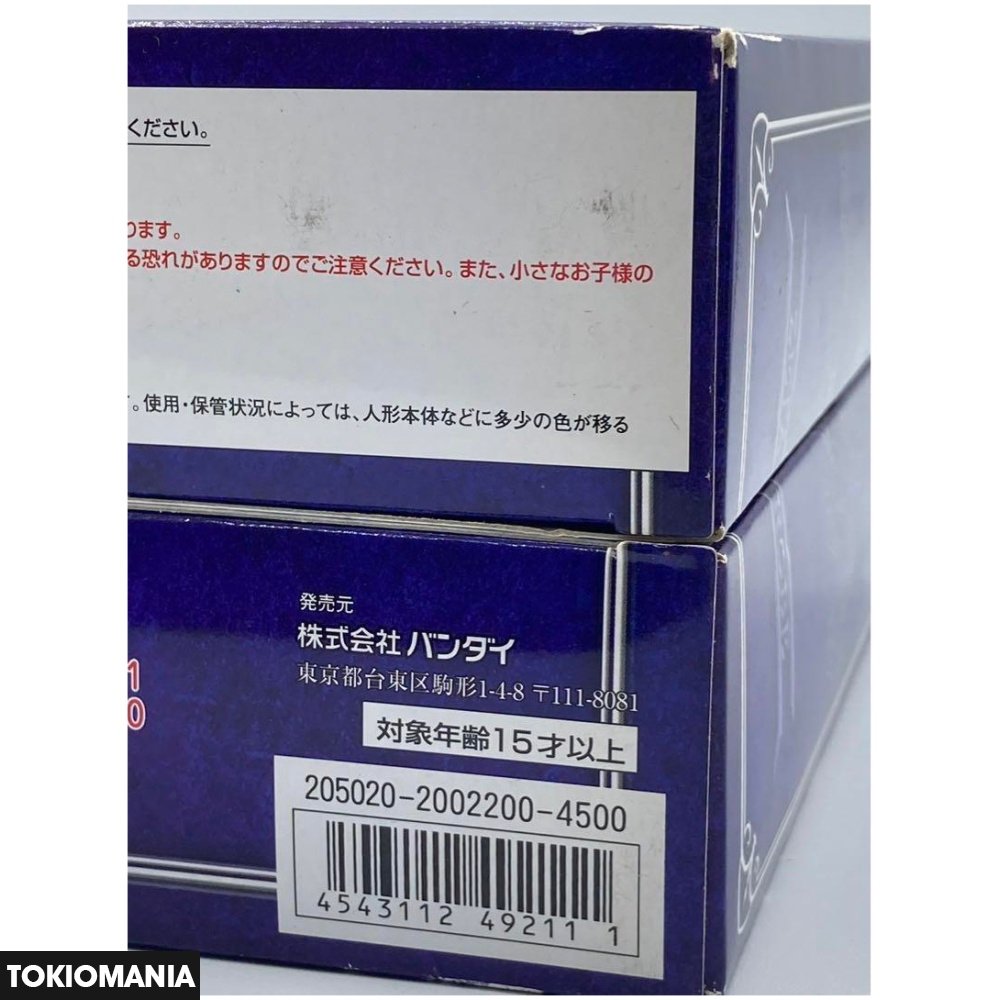 ください。
ります。
る恐れがありますのでご注意ください。また、小さなお子様の
す。使用・保管状況によっては、人形本体などに多少の色が移る
発売元
株式会社 バンダイ
東京都台東区駒形1-4-8 〒111-8081
1
0
対象年齢15才以上
205020-2002200-4500
4543112 49211 1
TOKIOMANIA